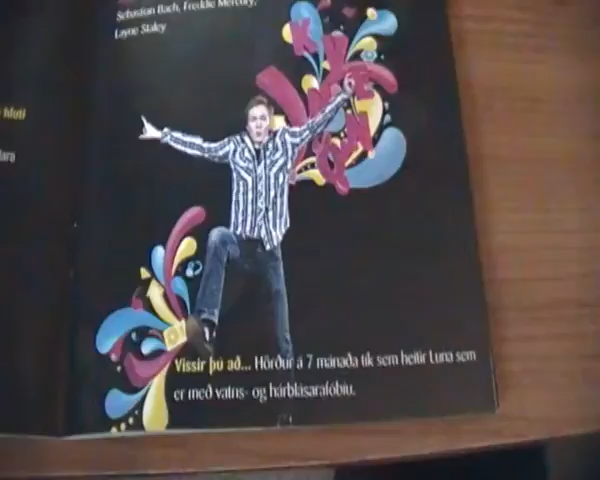 Sebastian Bach, Freddie Mercury,
Layne Staley
Muti
Vissir þú að... Hörður á 7 mánaða tík sem heitir Luna sem
er með vatns- og hárblásarafóbíu.